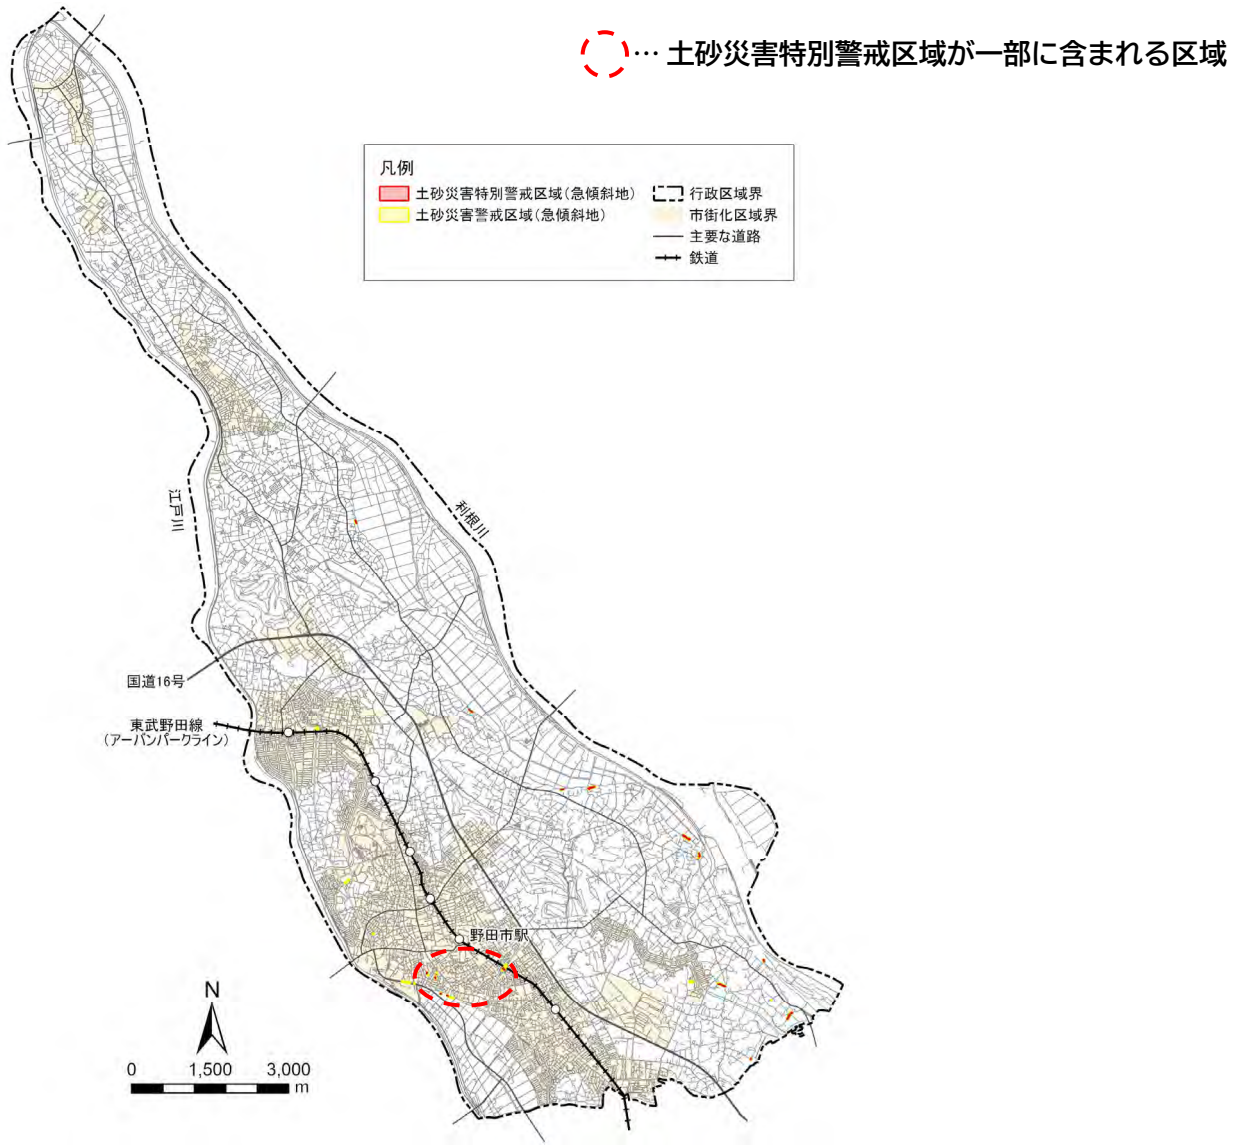 … 土砂災害特別警戒区域が一部に含まれる区域
凡例
土砂災害特別警戒区域(急傾斜地)
土砂災害警戒区域(急傾斜地)
行政区域界
市街化区域界
主要な道路
鉄道
江戸川
利根川
国道16号
東武野田線
(アーバンパークライン)
野田市駅
N
0 1,500 3,000
m